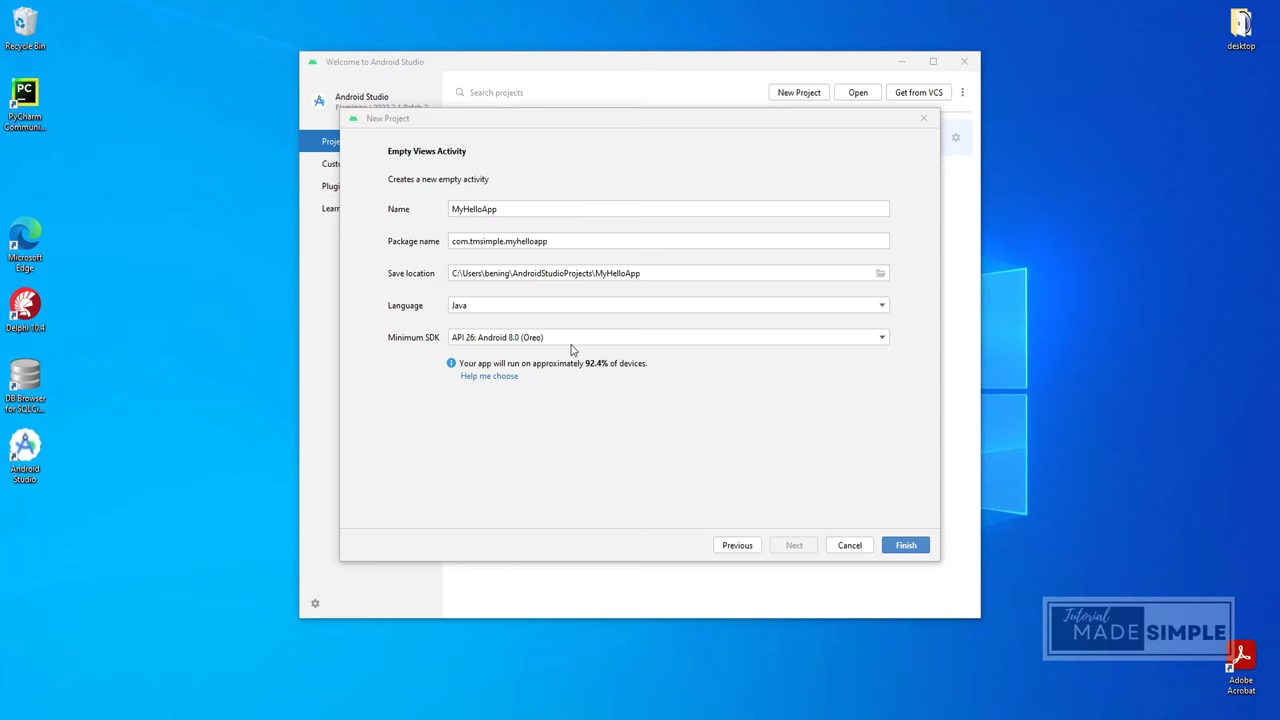 Recycle Bin
desktop
Welcome to Android Studio
PC
PyCharm
Communi...
Android Studio
Search projects
New Project
Open
Get from VCS
New Project
Empty Views Activity
Creates a new empty activity
Name
MyHelloApp
Package name
com.tmsimple.myhelloapp
Save location
C:\Users\bening\AndroidStudioProjects\MyHelloApp
Language
Java
Minimum SDK
API 26: Android 8.0 (Oreo)
Your app will run on approximately 92.4% of devices.
Help me choose
Proje
Custo
Plugi
Learn
Microsoft
Edge
Delphi 10.4
DB Browser
for SQLCi...
Android
Studio
Previous
Next
Cancel
Finish
Tutorial
MADE SIMPLE
Adobe
Acrobat